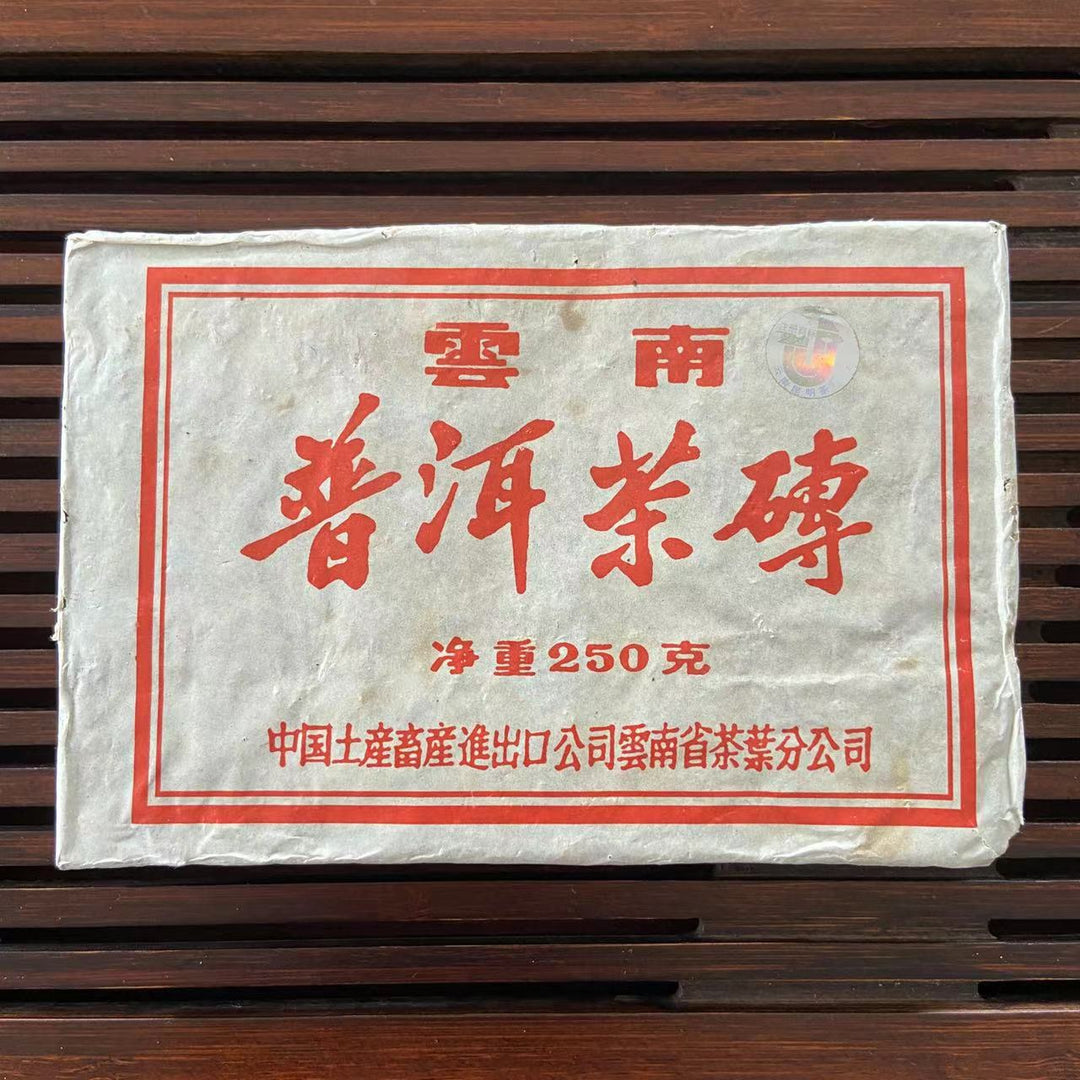 雲南
普洱茶磚
净重250克
中国土産畜産進出口公司雲南省茶葉分公司